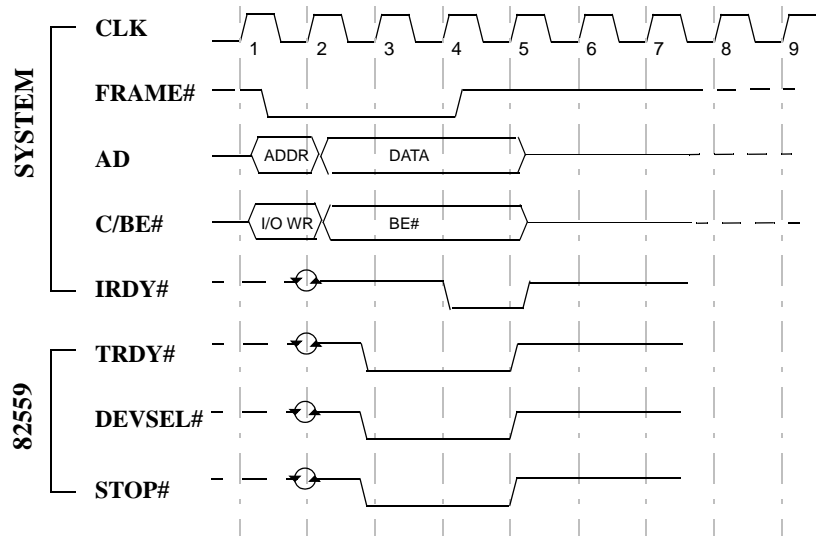 SYSTEM
CLK
1 2 3 4 5 6 7 8 9
FRAME#
AD
ADDR DATA
C/BE#
I/O WR BE#
IRDY#
82559
TRDY#
DEVSEL#
STOP#